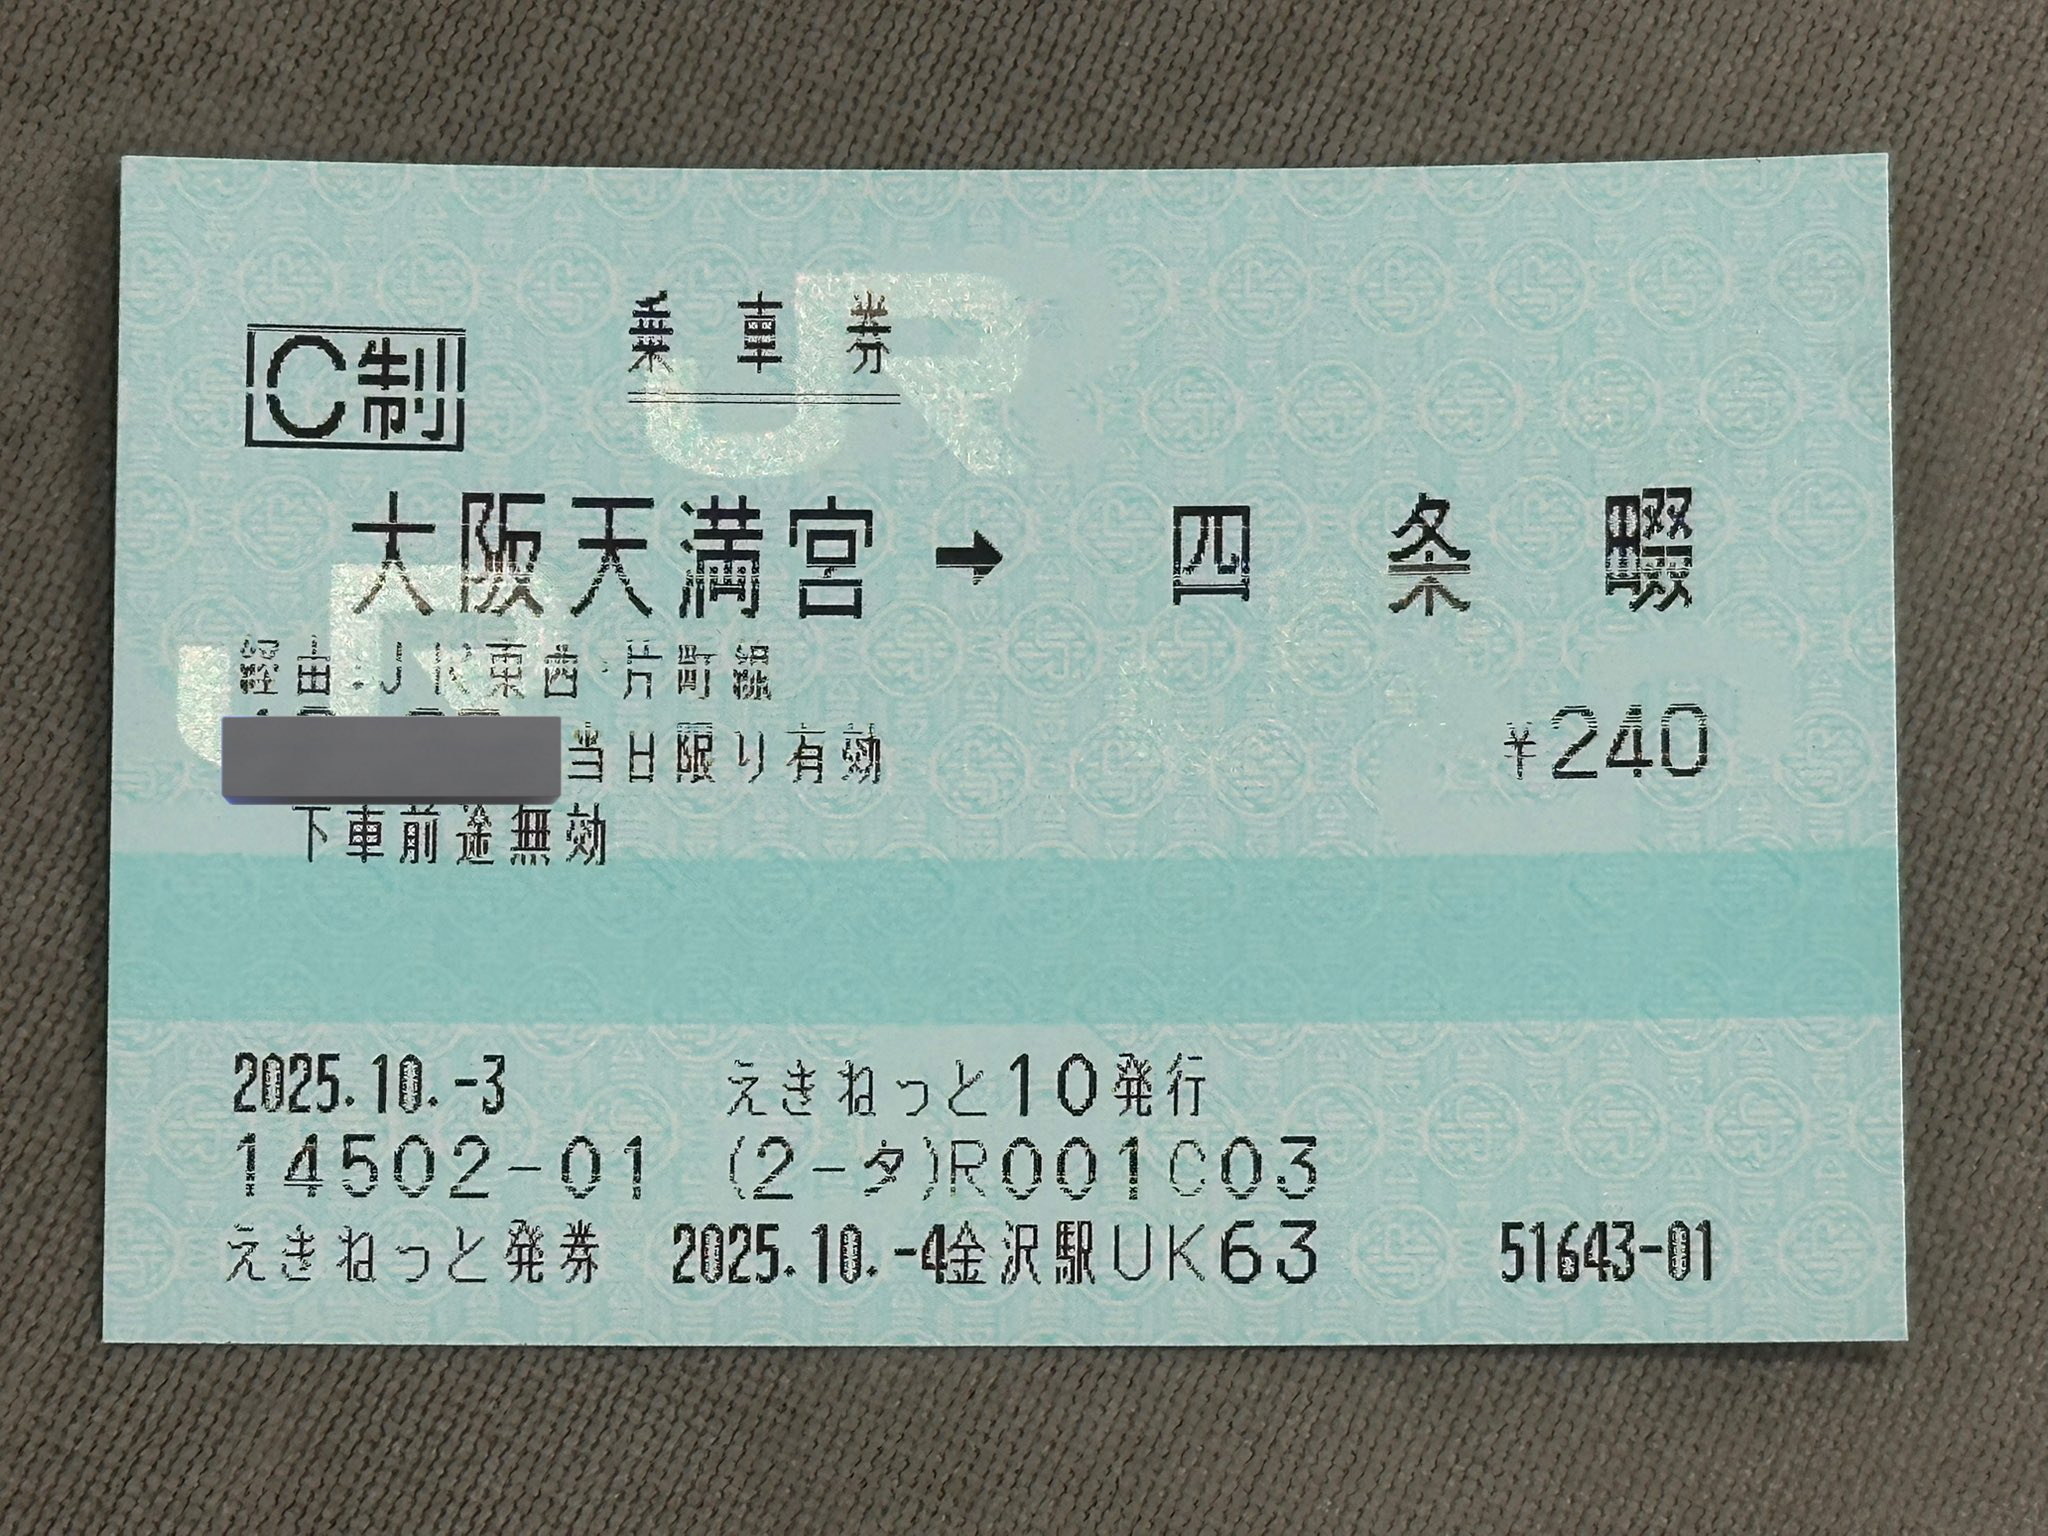 C制
乗車券
大阪天満宮→四条畷
経由:JR東西・片町線
当日限り有効 ¥240
下車前途無効
2025.10.-3 えきねっと10発行
14502-01 (2-タ)R001C03
えきねっと発券 2025.10.-4金沢駅UK63 51643-01